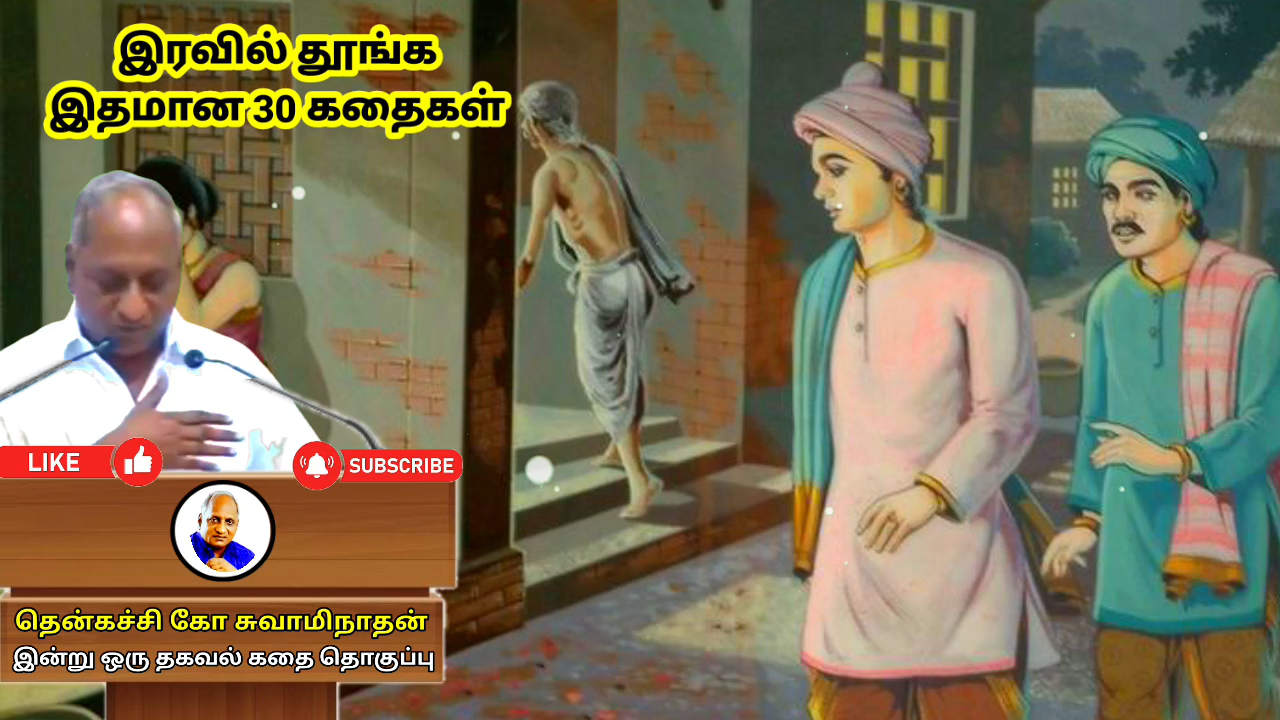 இரவில் தூங்க
இதமான 30 கதைகள்
LIKE
SUBSCRIBE
தென்கச்சி கோ சுவாமிநாதன்
இன்று ஒரு தகவல் கதை தொகுப்பு